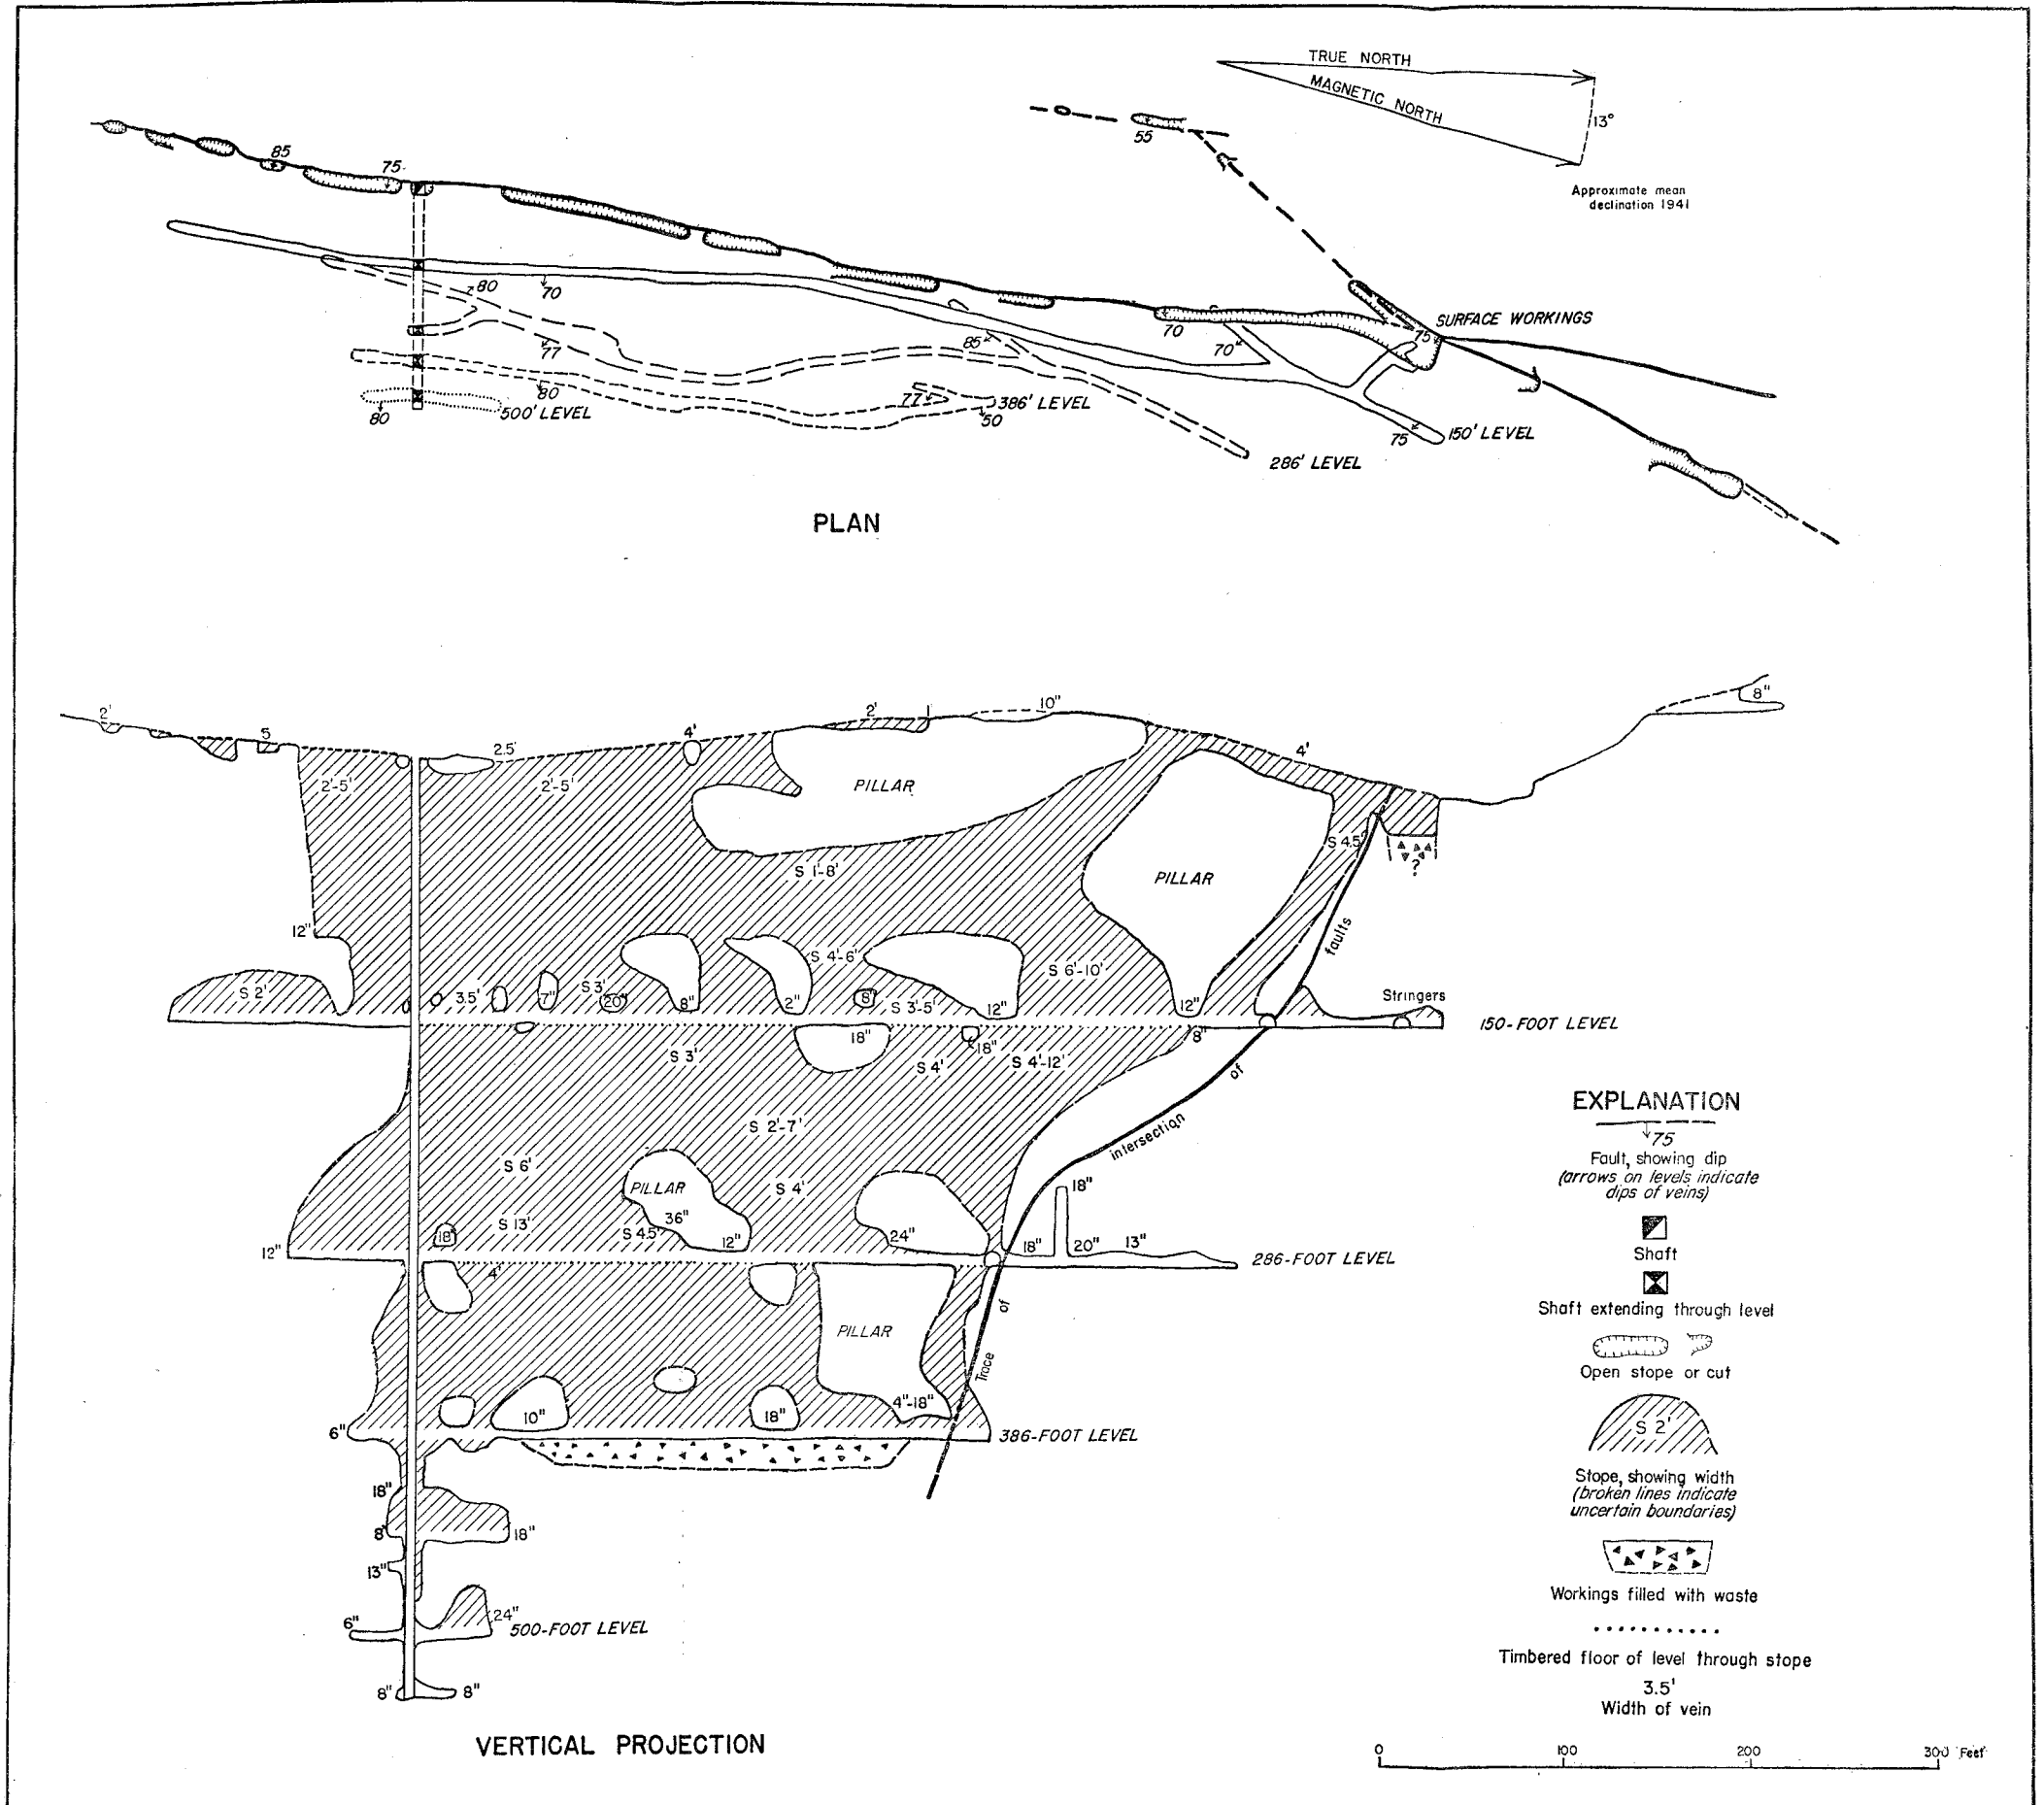 TRUE NORTH
MAGNETIC NORTH
13°
Approximate mean
declination 1941
55
85
75
80
70
70
75
SURFACE WORKINGS
77
85
70
80
77
386' LEVEL
50
500' LEVEL
80
75
150' LEVEL
286' LEVEL
PLAN
2'
5
2.5'
4'
2'
10"
4'
8"
2'-5'
2'-5'
PILLAR
S 4.5'
?
S 1'-8'
PILLAR
12"
S 4'-6'
S 6'-10'
faults
S 2'
3.5'
7"
S 3'
20"
8"
2"
8"
S 3'-5'
12"
12"
Stringers
150-FOOT LEVEL
18"
18"
8"
S 3'
S 4'
S 4'-12'
of
S 2'-7'
intersection
S 6'
PILLAR
S 4'
18"
36"
S 13'
S 4.5'
12"
18"
24"
12"
18"
20"
13"
286-FOOT LEVEL
4'
of
PILLAR
Trace
4"-18"
10"
18"
6"
386-FOOT LEVEL
18"
8"
18"
13"
24"
6"
500-FOOT LEVEL
8"
8"
VERTICAL PROJECTION
EXPLANATION
75
Fault, showing dip
(arrows on levels indicate
dips of veins)
Shaft
Shaft extending through level
Open stope or cut
S 2'
Stope, showing width
(broken lines indicate
uncertain boundaries)
Workings filled with waste
Timbered floor of level through stope
3.5'
Width of vein
0 100 200 300 Feet